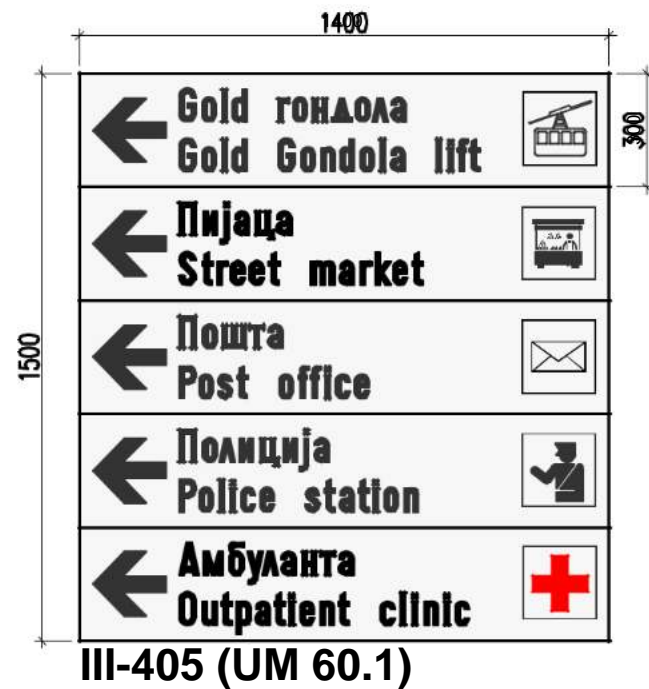 1400
Gold гондола
Gold Gondola lift
300
Пијаца
Street market
Пошта
Post office
1500
Полиција
Police station
Амбуланта
Outpatient clinic
III-405 (UM 60.1)